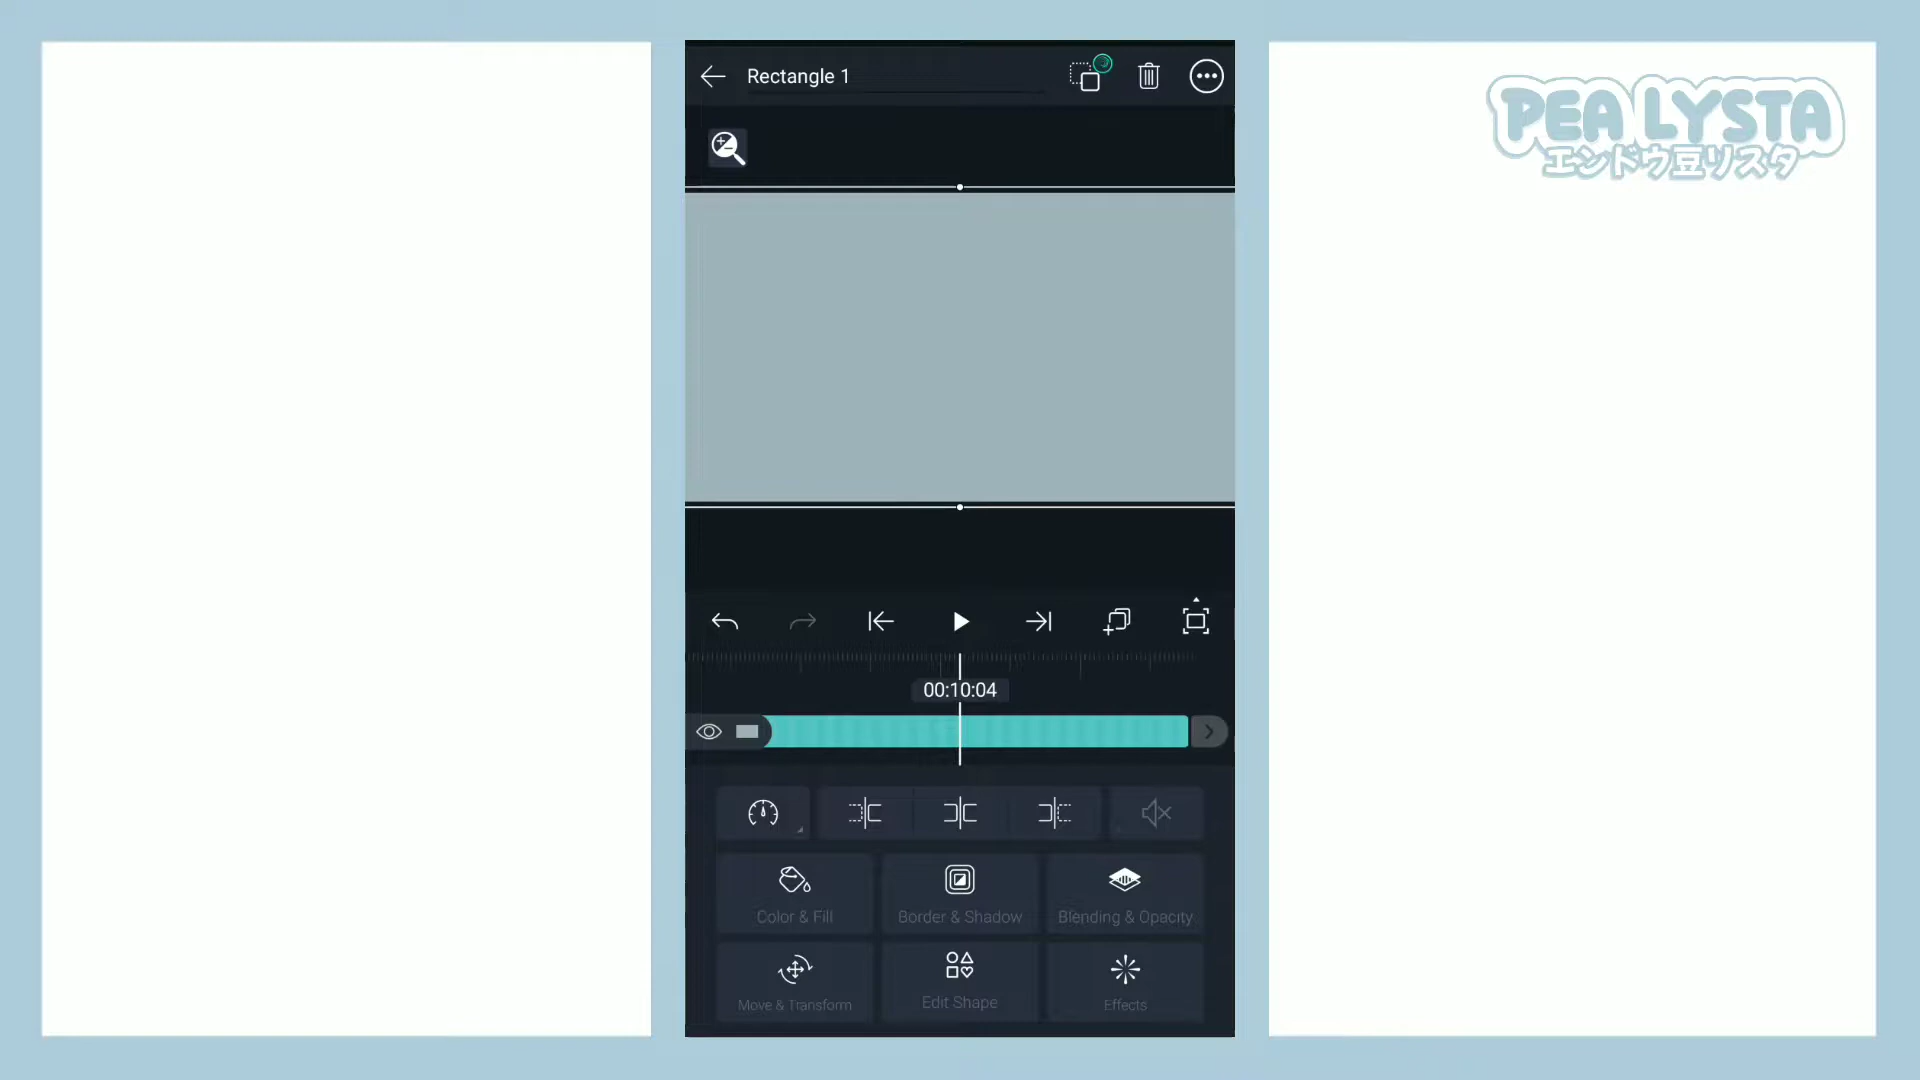 Rectangle 1
PEA LYSTA
エンドウ豆リスタ
00:10:04
Color & Fill
Border & Shadow
Blending & Opacity
Move & Transform
Edit Shape
Effects